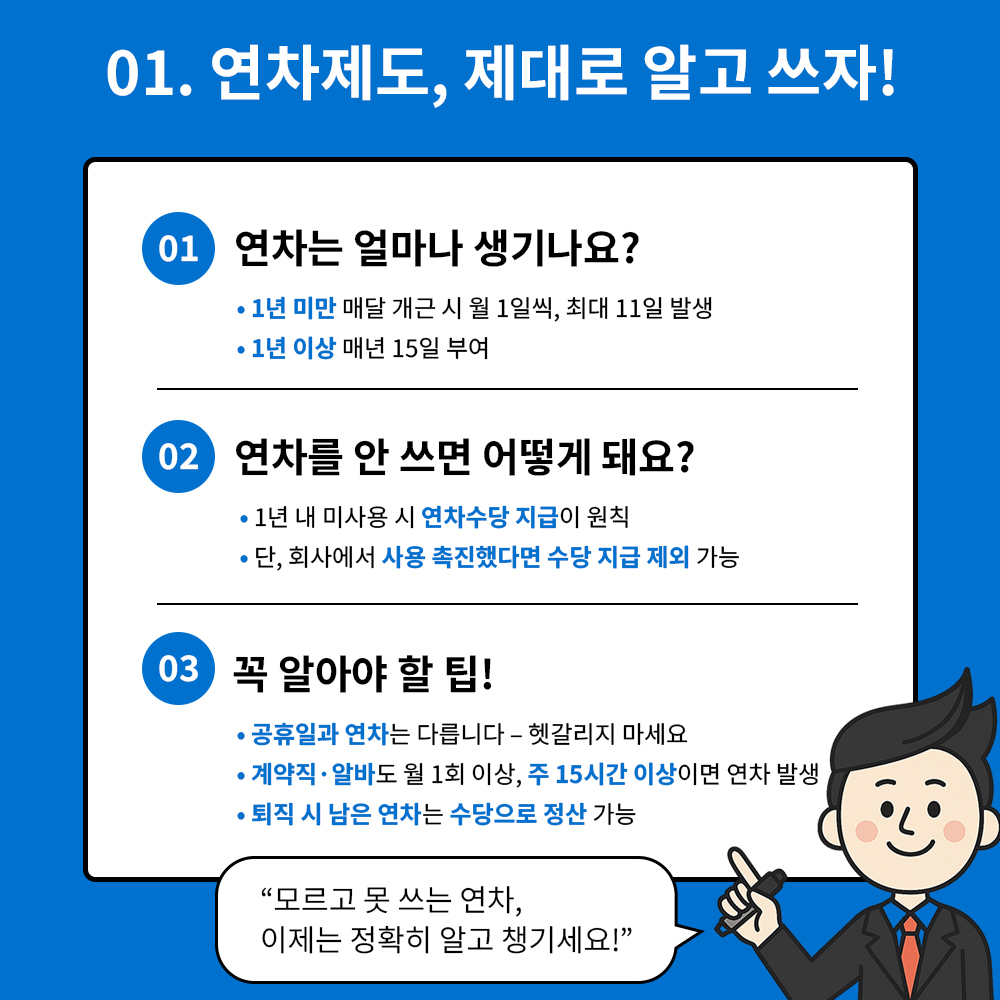 01. 연차제도, 제대로 알고 쓰자!
01 연차는 얼마나 생기나요?
• 1년 미만 매달 개근 시 월 1일씩, 최대 11일 발생
• 1년 이상 매년 15일 부여
02 연차를 안 쓰면 어떻게 돼요?
• 1년 내 미사용 시 연차수당 지급이 원칙
• 단, 회사에서 사용 촉진했다면 수당 지급 제외 가능
03 꼭 알아야 할 팁!
• 공휴일과 연차는 다릅니다 – 헷갈리지 마세요
• 계약직·알바도 월 1회 이상, 주 15시간 이상이면 연차 발생
• 퇴직 시 남은 연차는 수당으로 정산 가능
“모르고 못 쓰는 연차,
이제는 정확히 알고 챙기세요!”